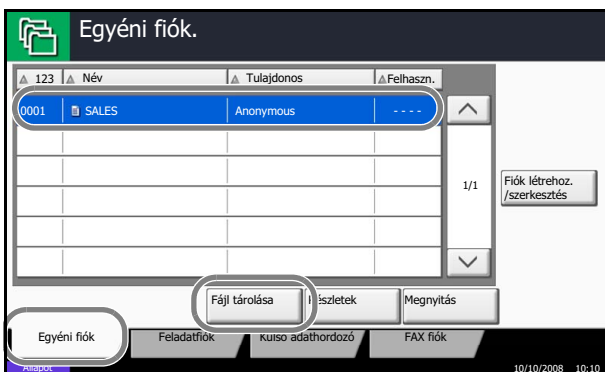 Egyéni fiók.
123 Név Tulajdonos Felhaszn.
0001 SALES Anonymous ----
1/1
Fiók létrehoz.
/szerkesztés
Fájl tárolása Részletek Megnyitás
Egyéni fiók Feladatfiók Külső adathordozó FAX fiók
Állapot 10/10/2008 10:10